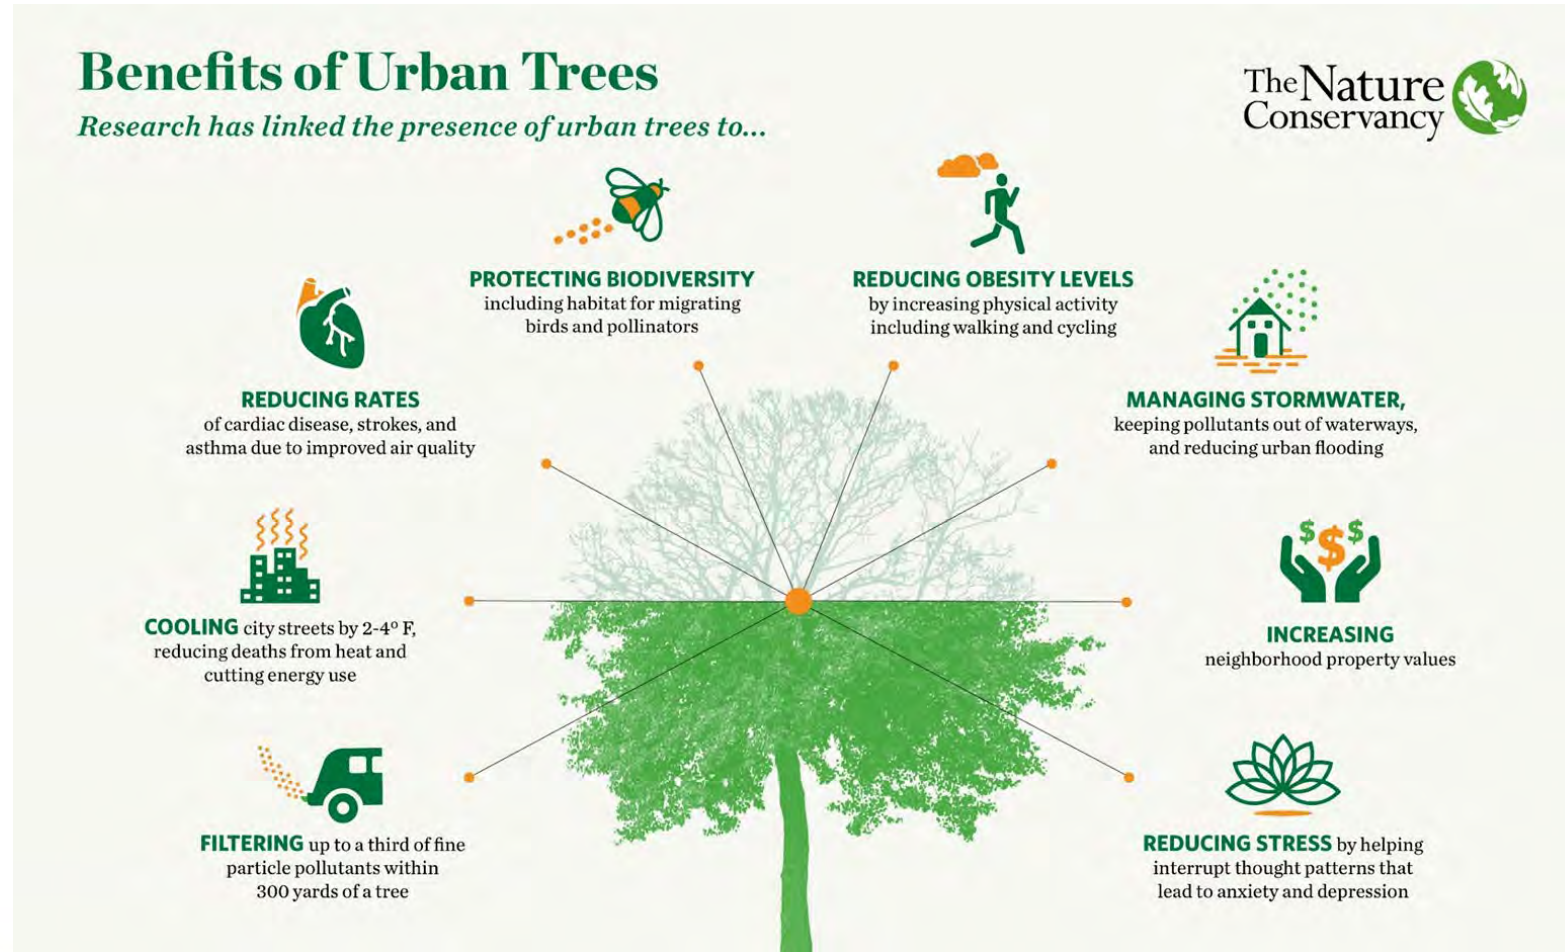 Benefits of Urban Trees
Research has linked the presence of urban trees to...
The Nature
Conservancy
PROTECTING BIODIVERSITY
including habitat for migrating
birds and pollinators
REDUCING OBESITY LEVELS
by increasing physical activity
including walking and cycling
REDUCING RATES
of cardiac disease, strokes, and
asthma due to improved air quality
MANAGING STORMWATER,
keeping pollutants out of waterways,
and reducing urban flooding
COOLING city streets by 2-4° F,
reducing deaths from heat and
cutting energy use
$ $ $
INCREASING
neighborhood property values
FILTERING up to a third of fine
particle pollutants within
300 yards of a tree
REDUCING STRESS by helping
interrupt thought patterns that
lead to anxiety and depression